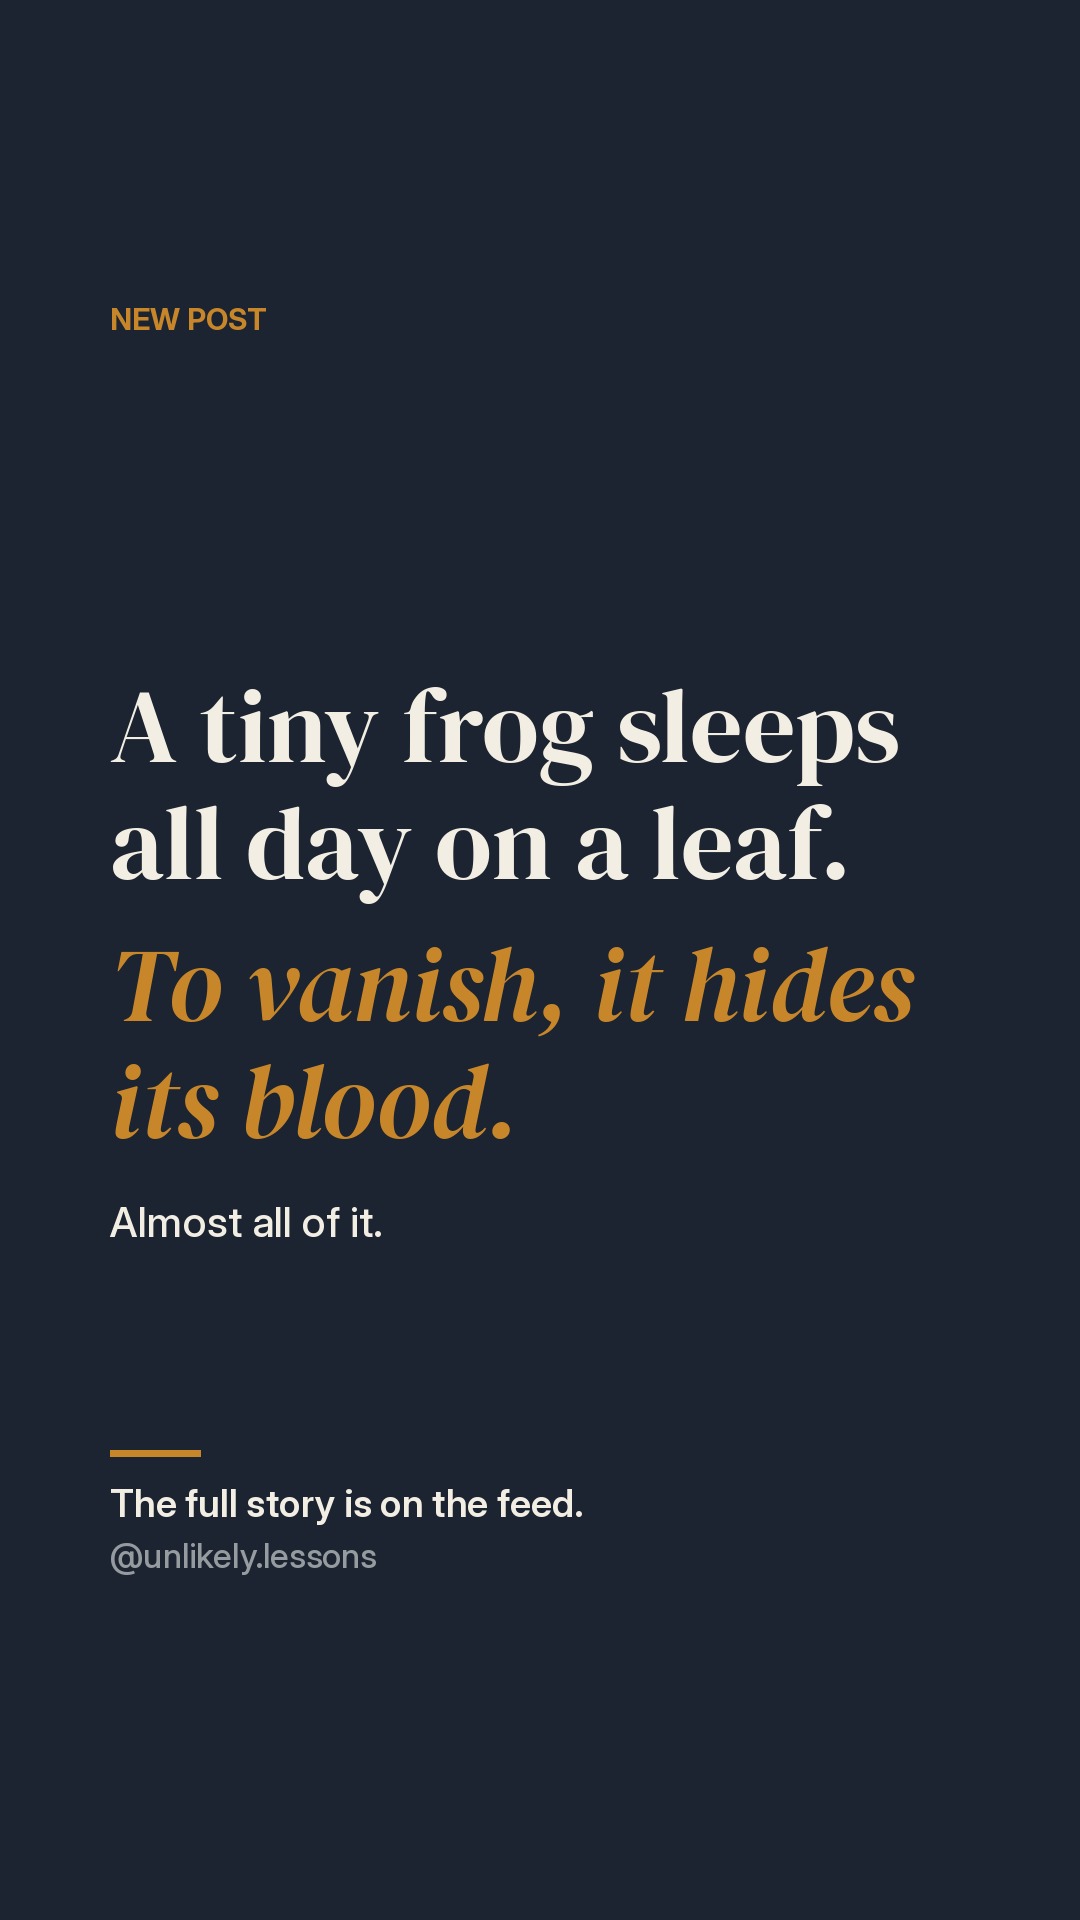 NEW POST
A tiny frog sleeps
all day on a leaf.
To vanish, it hides
its blood.
Almost all of it.
The full story is on the feed.
@unlikely.lessons